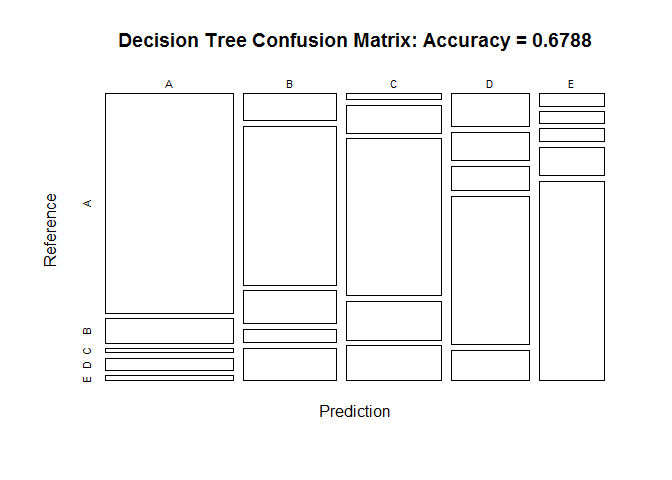 Decision Tree Confusion Matrix: Accuracy = 0.6788
A B C D E
Reference
A
B
C
D
E
Prediction